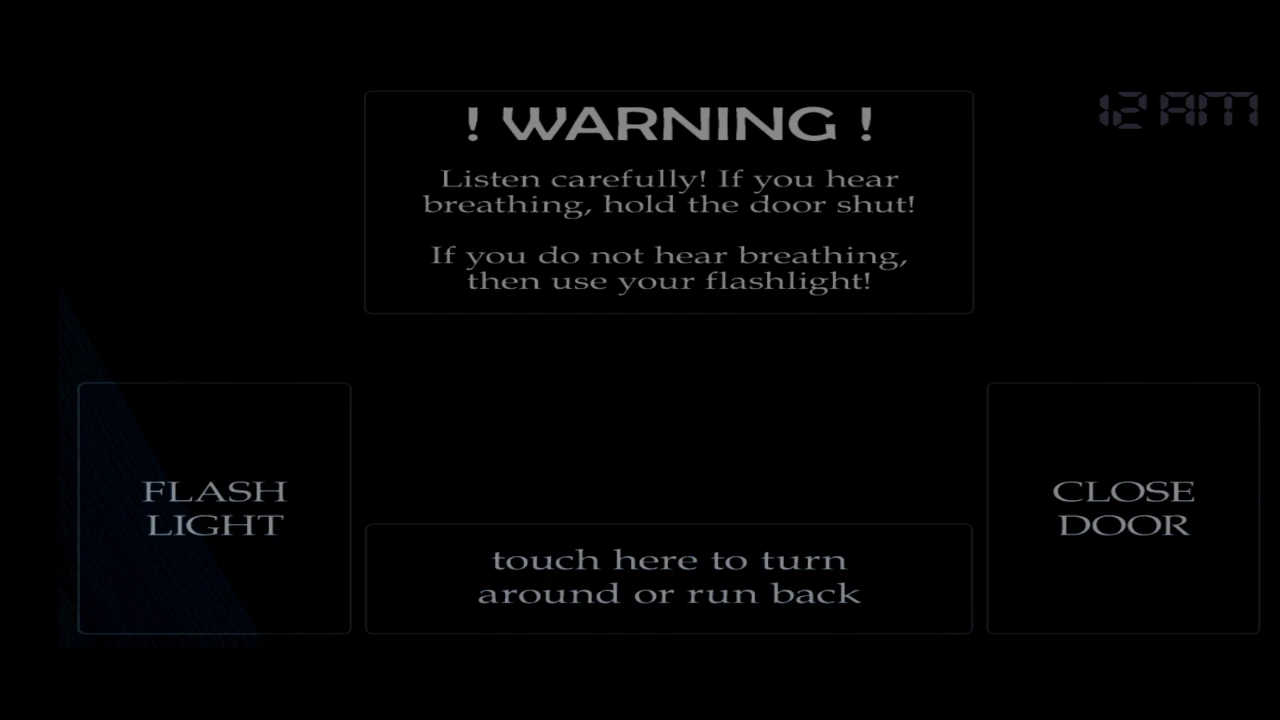 12 AM
! WARNING !
Listen carefully! If you hear
breathing, hold the door shut!
If you do not hear breathing,
then use your flashlight!
FLASH
LIGHT
CLOSE
DOOR
touch here to turn
around or run back